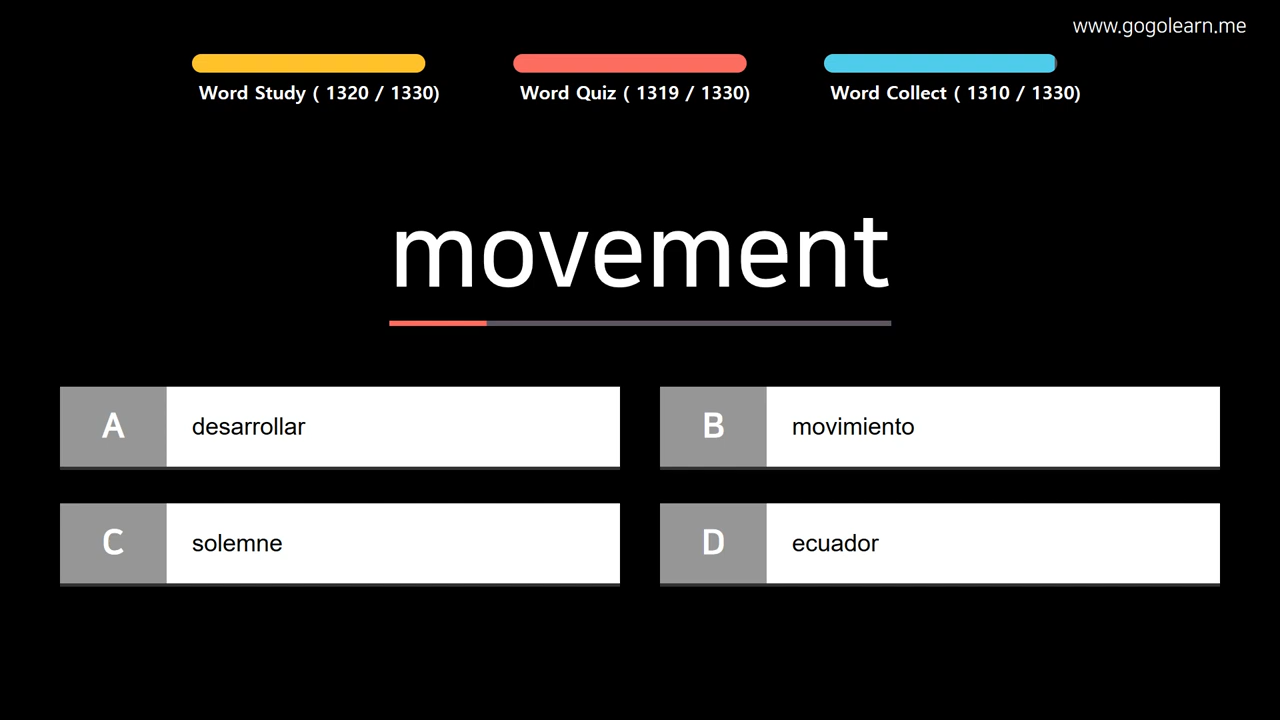 www.gogolearn.me
Word Study ( 1320 / 1330)
Word Quiz ( 1319 / 1330)
Word Collect ( 1310 / 1330)
movement
A desarrollar
B movimiento
C solemne
D ecuador